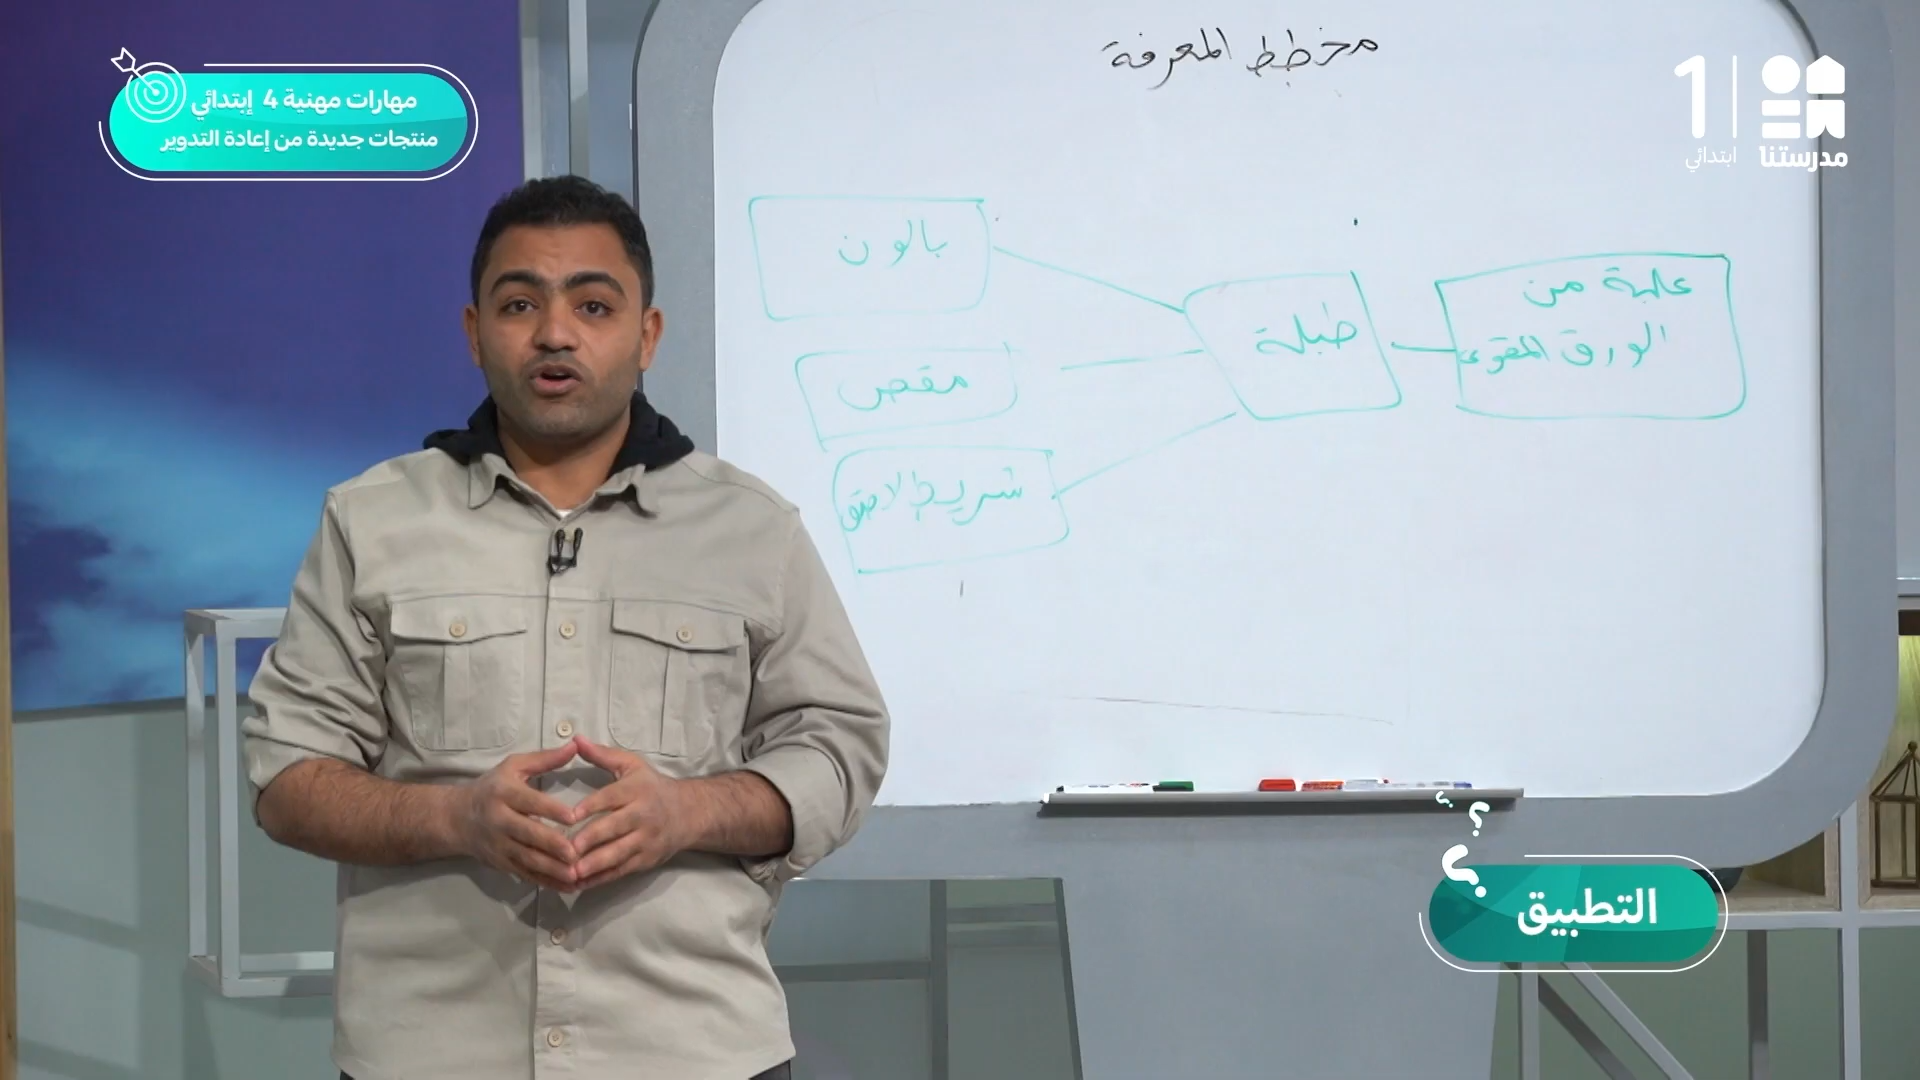 مخطط المعرفة
مهارات مهنية 4 إبتدائي
منتجات جديدة من إعادة التدوير
1
ابتدائي
مدرستنا
علبة من
الورق المقوى
طبلة
بالون
مقص
شريط لاصق
التطبيق
؟
؟
؟